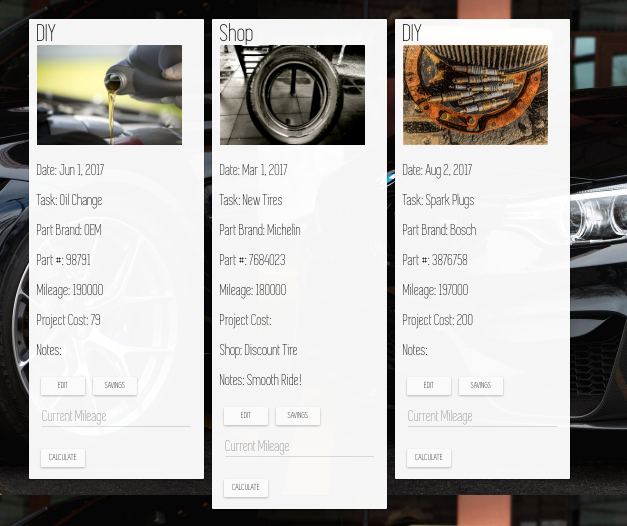 DIY
Date: Jun 1, 2017
Task: Oil Change
Part Brand: OEM
Part #: 98791
Mileage: 190000
Project Cost: 79
Notes:
EDIT
SAVINGS
Current Mileage
CALCULATE
Shop
Date: Mar 1, 2017
Task: New Tires
Part Brand: Michelin
Part #: 7684023
Mileage: 180000
Project Cost:
Shop: Discount Tire
Notes: Smooth Ride!
EDIT
SAVINGS
Current Mileage
CALCULATE
DIY
Date: Aug 2, 2017
Task: Spark Plugs
Part Brand: Bosch
Part #: 3876758
Mileage: 197000
Project Cost: 200
Notes:
EDIT
SAVINGS
Current Mileage
CALCULATE